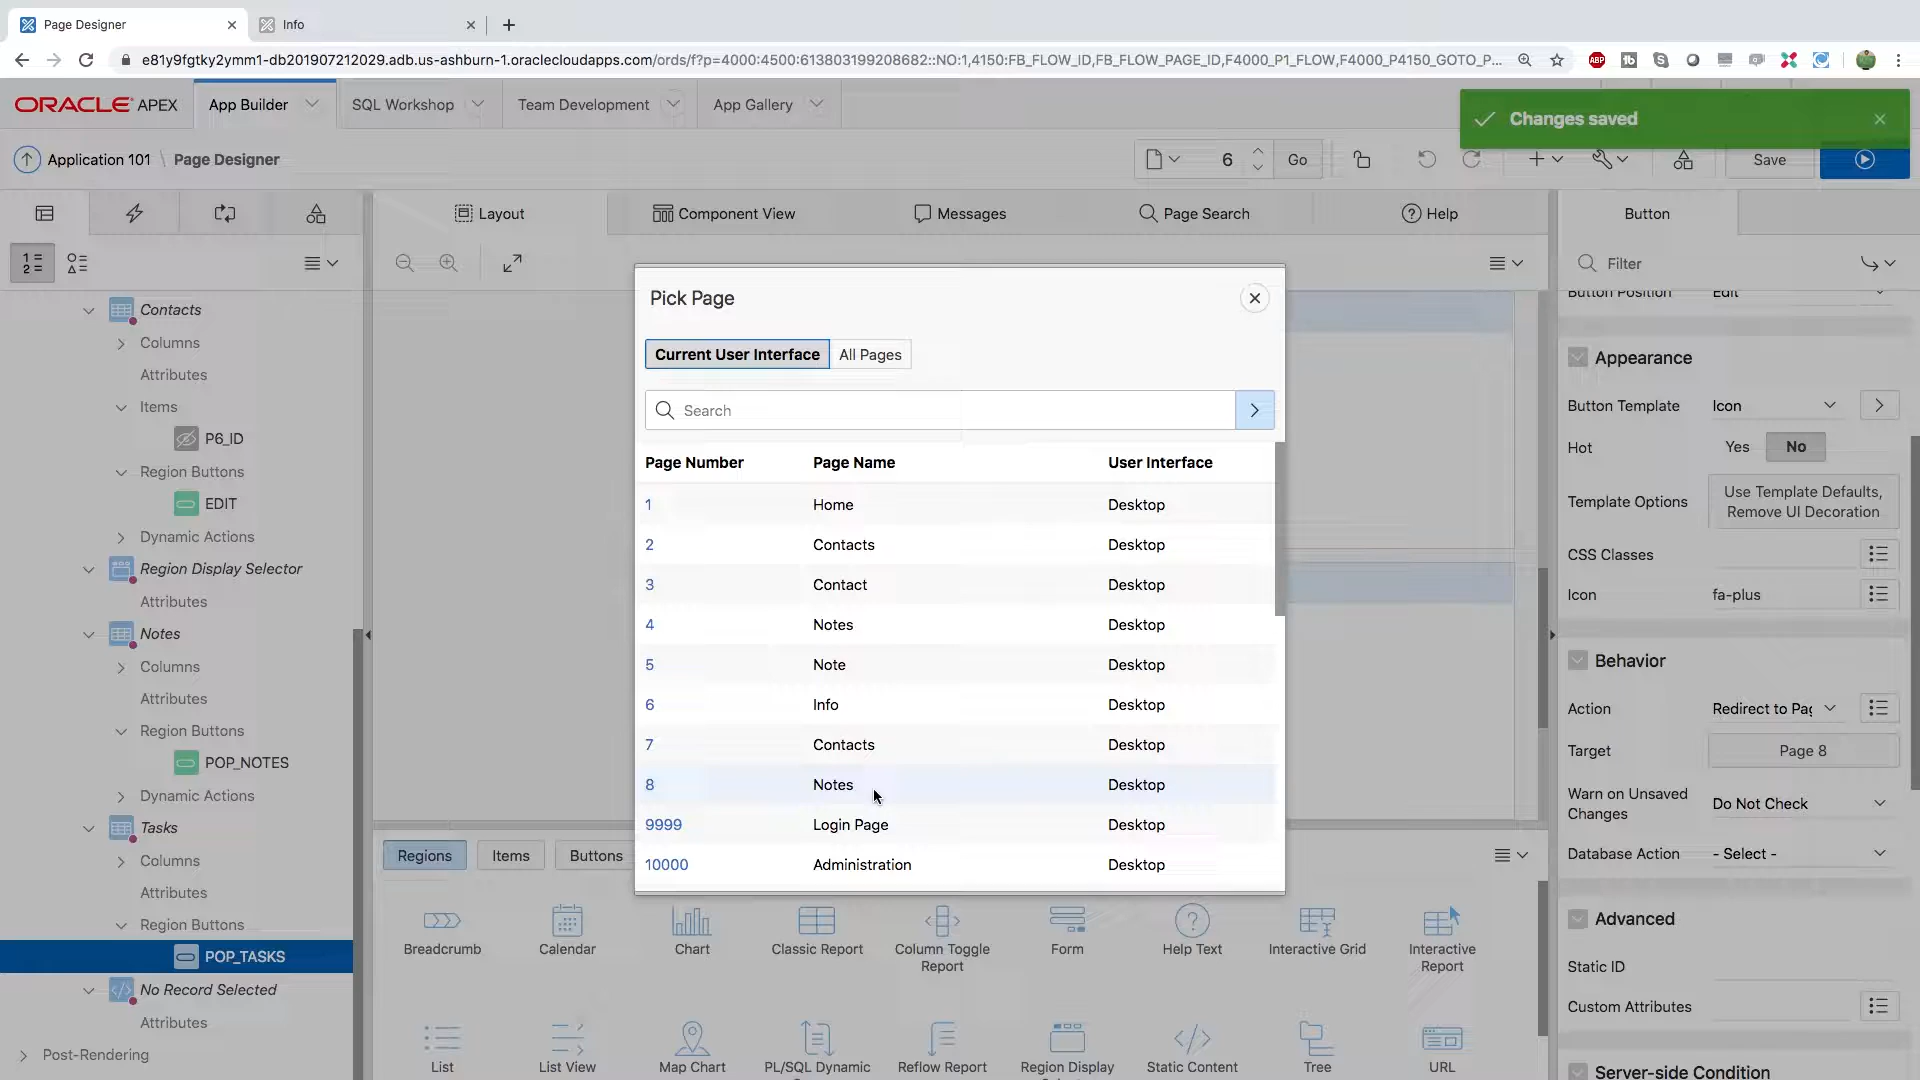 Page Designer
Info
e81y9fgtky2ymm1-db201907212029.adb.us-ashburn-1.oraclecloudapps.com/ords/f?p=4000:4500:613803199208682::NO:1,4150:FB_FLOW_ID,FB_FLOW_PAGE_ID,F4000_P1_FLOW,F4000_P4150_GOTO_P...
ABP
ORACLE APEX
App Builder
SQL Workshop
Team Development
App Gallery
Changes saved
Application 101 \ Page Designer
6
Go
Save
Layout
Component View
Messages
Page Search
Help
Button
Filter
Contacts
Columns
Attributes
Items
P6_ID
Region Buttons
EDIT
Dynamic Actions
Region Display Selector
Attributes
Notes
Columns
Attributes
Region Buttons
POP_NOTES
Dynamic Actions
Tasks
Columns
Attributes
Region Buttons
POP_TASKS
No Record Selected
Attributes
Post-Rendering
Pick Page
Current User Interface
All Pages
Search
Page Number Page Name User Interface
1 Home Desktop
2 Contacts Desktop
3 Contact Desktop
4 Notes Desktop
5 Note Desktop
6 Info Desktop
7 Contacts Desktop
8 Notes Desktop
9999 Login Page Desktop
10000 Administration Desktop
Regions
Items
Buttons
Breadcrumb
Calendar
Chart
Classic Report
Column Toggle
Report
Form
Help Text
Interactive Grid
Interactive
Report
List
List View
Map Chart
PL/SQL Dynamic
Reflow Report
Region Display
Static Content
Tree
URL
Button Position Edit
Appearance
Button Template Icon
Hot Yes No
Template Options
Use Template Defaults,
Remove UI Decoration
CSS Classes
Icon fa-plus
Behavior
Action Redirect to Pag
Target Page 8
Warn on Unsaved
Changes
Do Not Check
Database Action - Select -
Advanced
Static ID
Custom Attributes
Server-side Condition